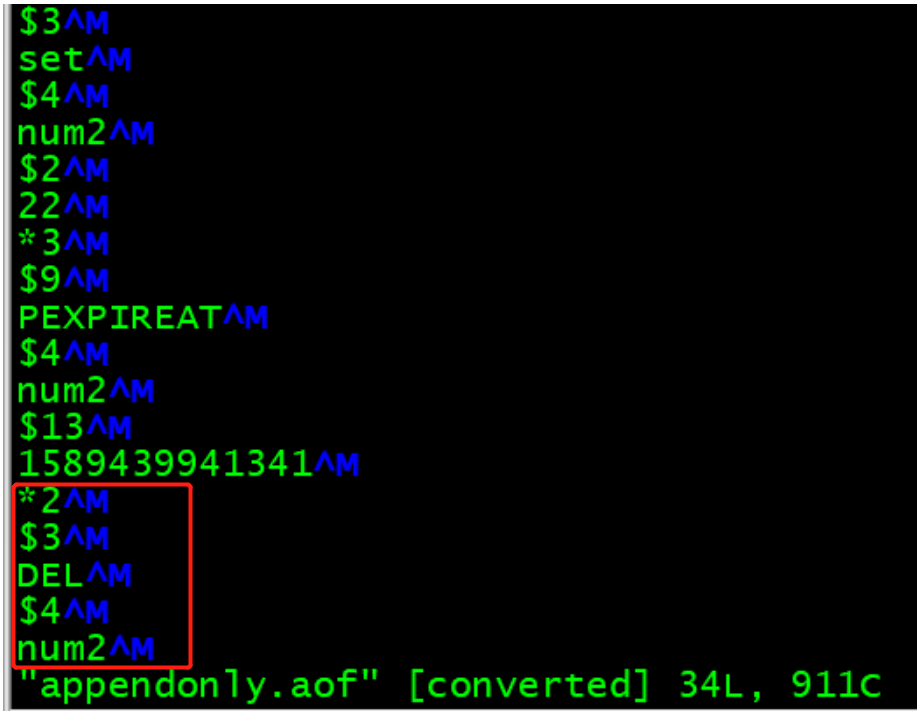 $3^M
set^M
$4^M
num2^M
$2^M
22^M
*3^M
$9^M
PEXPIREAT^M
$4^M
num2^M
$13^M
1589439941341^M
*2^M
$3^M
DEL^M
$4^M
num2^M
"appendonly.aof" [converted] 34L, 911C